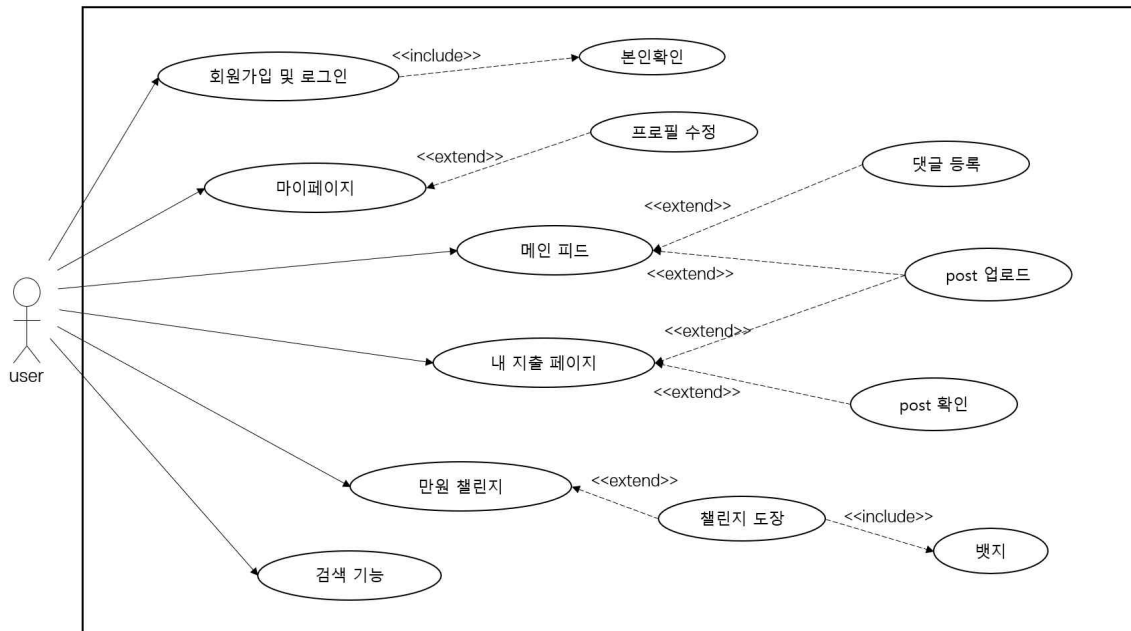 <<include>>
회원가입 및 로그인
본인확인
프로필 수정
<<extend>>
마이페이지
댓글 등록
<<extend>>
메인 피드
<<extend>>
post 업로드
user
<<extend>>
내 지출 페이지
<<extend>>
post 확인
만원 챌린지
<<extend>>
챌린지 도장
<<include>>
뱃지
검색 기능